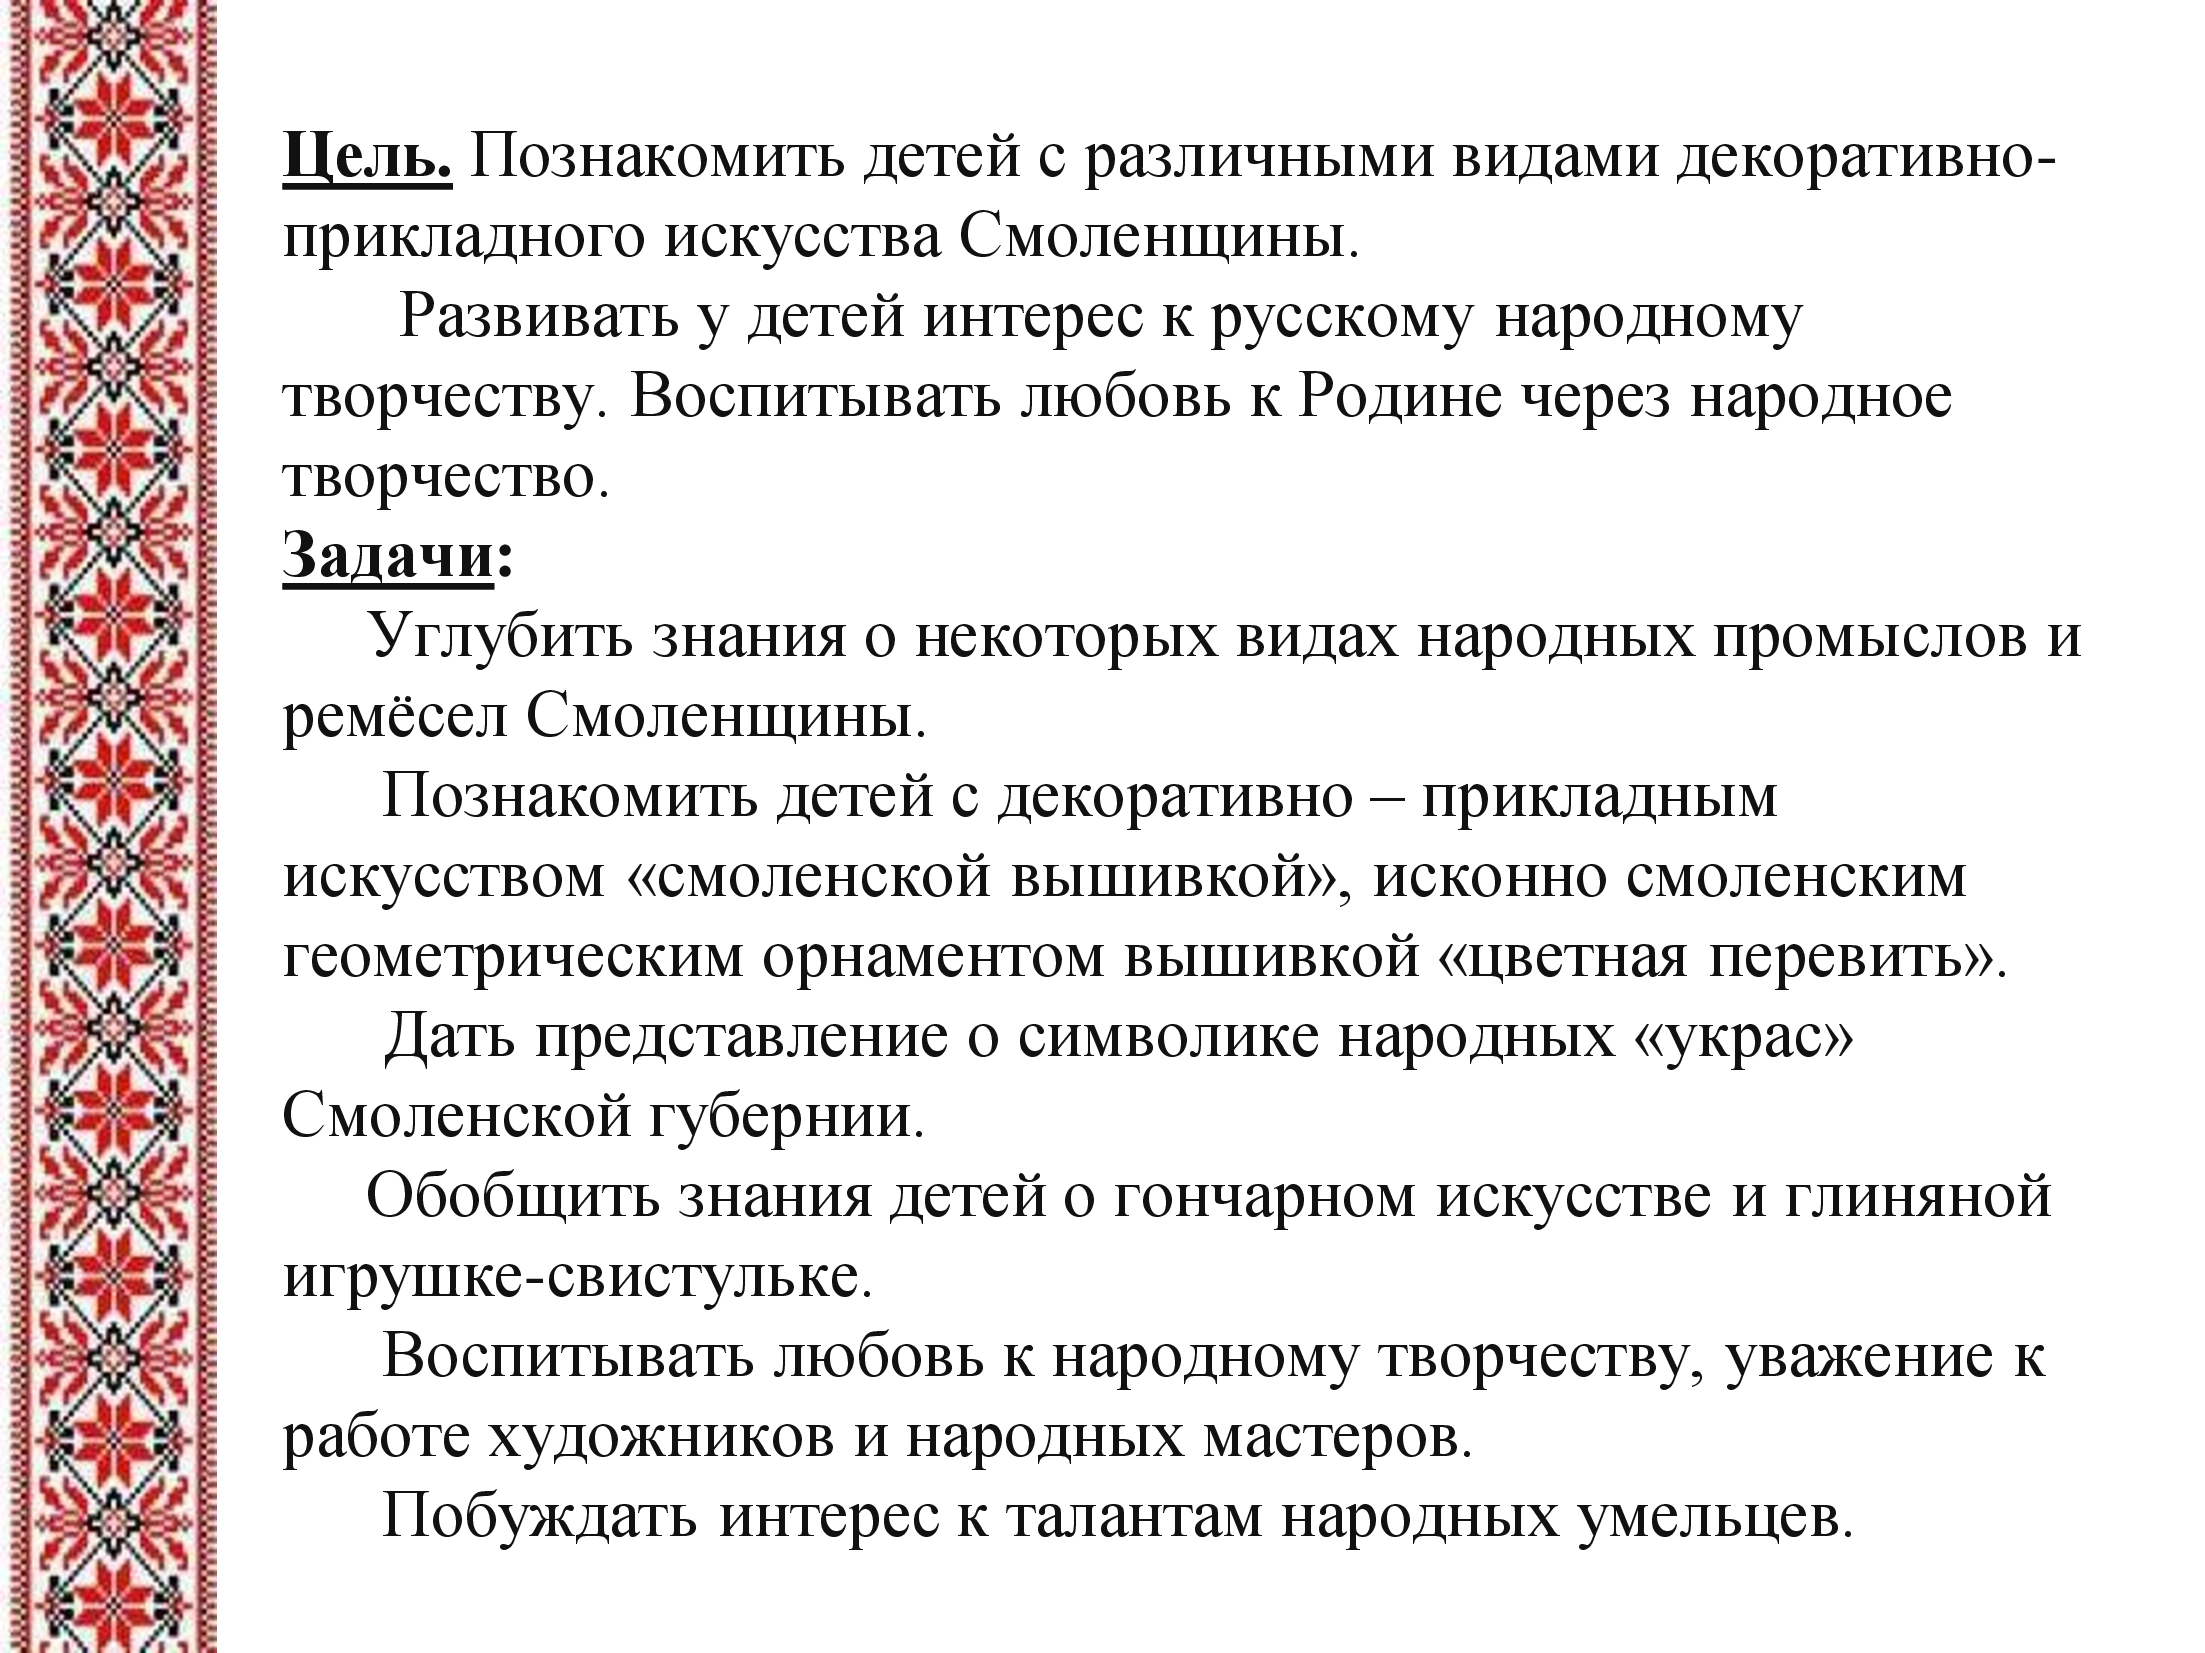 Цель. Познакомить детей с различными видами декоративно-
прикладного искусства Смоленщины.
Развивать у детей интерес к русскому народному
творчеству. Воспитывать любовь к Родине через народное
творчество.
Задачи:
Углубить знания о некоторых видах народных промыслов и
ремёсел Смоленщины.
Познакомить детей с декоративно – прикладным
искусством «смоленской вышивкой», исконно смоленским
геометрическим орнаментом вышивкой «цветная перевить».
Дать представление о символике народных «украс»
Смоленской губернии.
Обобщить знания детей о гончарном искусстве и глиняной
игрушке-свистульке.
Воспитывать любовь к народному творчеству, уважение к
работе художников и народных мастеров.
Побуждать интерес к талантам народных умельцев.